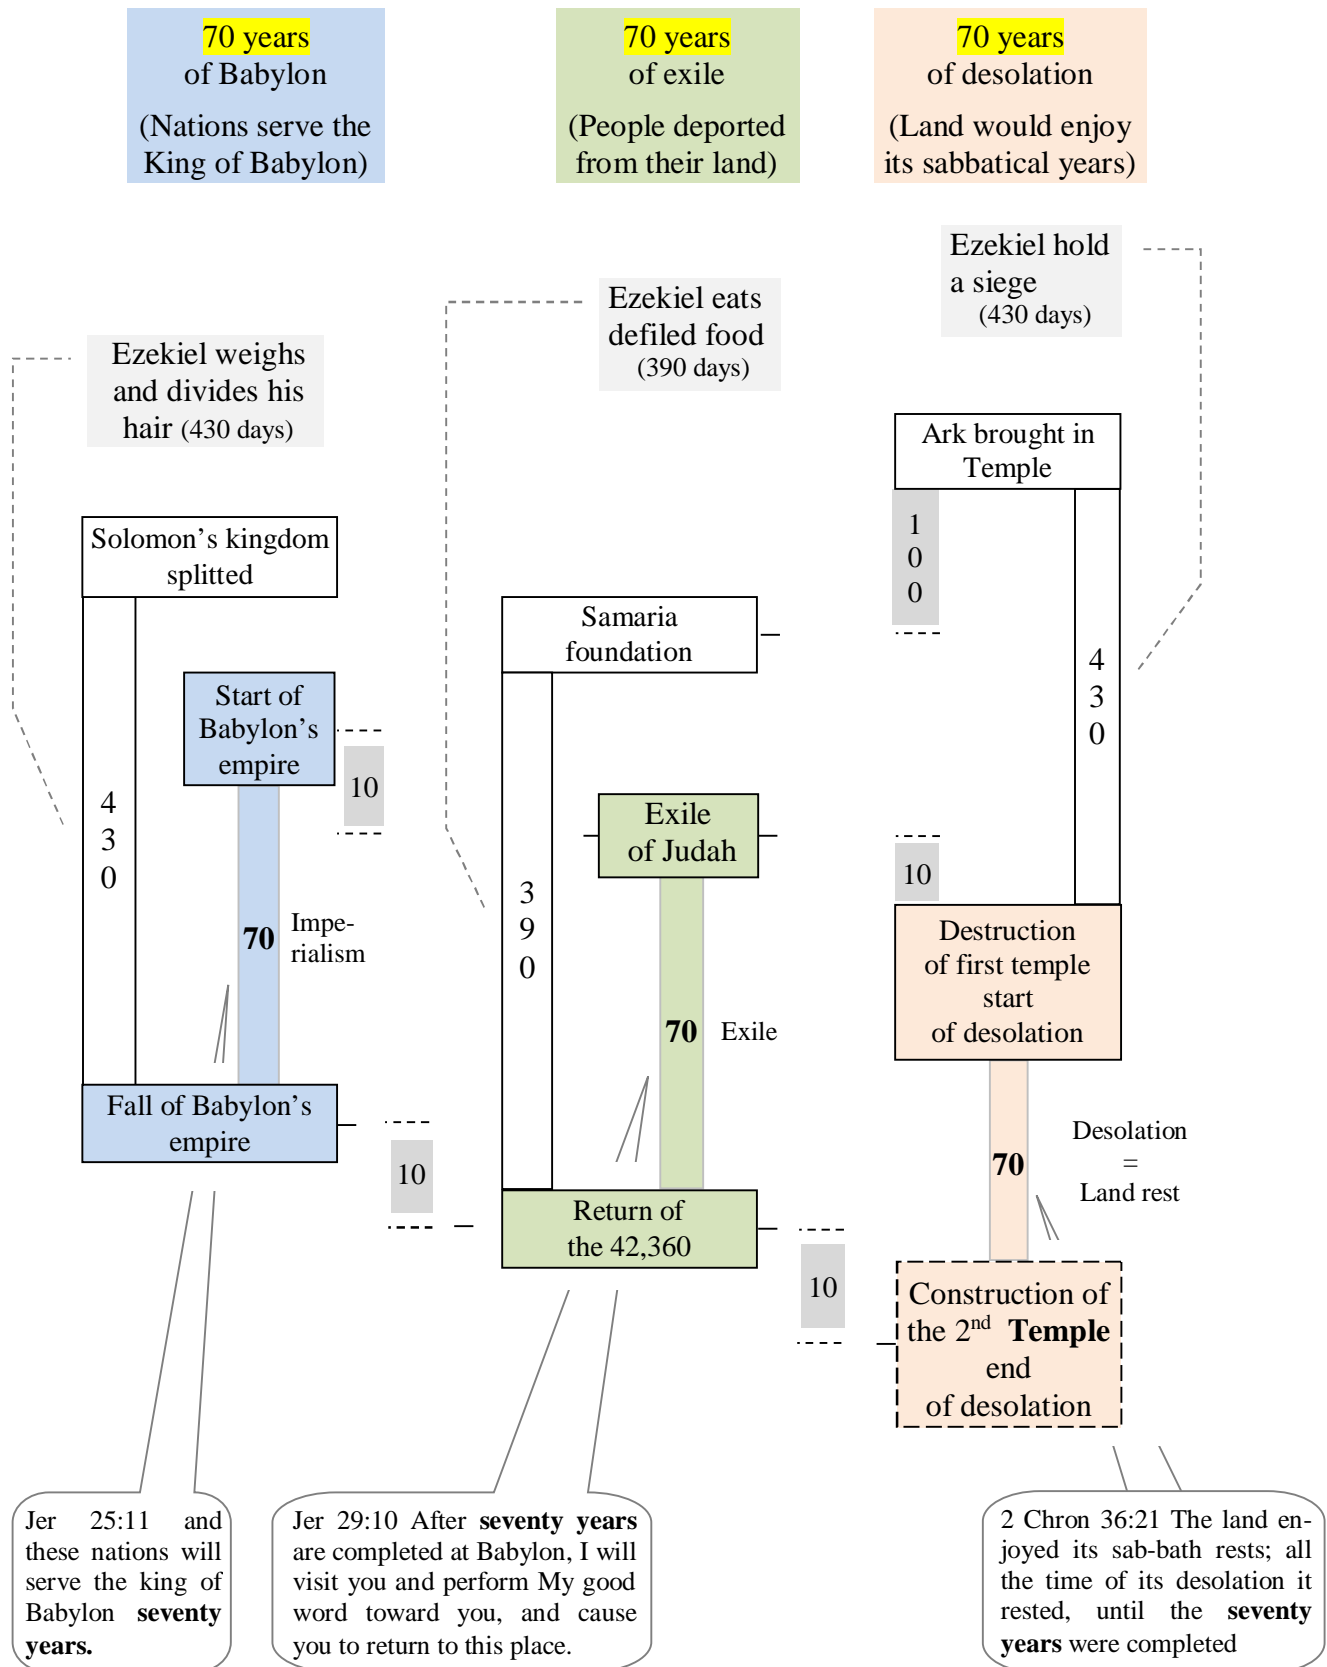 70 years
of Babylon
(Nations serve the
King of Babylon)
70 years
of exile
(People deported
from their land)
70 years
of desolation
(Land would enjoy
its sabbatical years)
Ezekiel hold
a siege
(430 days)
Ezekiel eats
defiled food
(390 days)
Ezekiel weighs
and divides his
hair (430 days)
Ark brought in
Temple
1
0
0
Solomon’s kingdom
splitted
Samaria
foundation
4
3
0
Start of
Babylon’s
empire
10
4
3
0
Exile
of Judah
10
3
9
0
70
Impe-
rialism
Destruction
of first temple
start
of desolation
70
Exile
Fall of Babylon’s
empire
10
70
Desolation
=
Land rest
Return of
the 42,360
10
Construction of
the 2nd Temple
end
of desolation
Jer 25:11 and
these nations will
serve the king of
Babylon seventy
years.
Jer 29:10 After seventy years
are completed at Babylon, I will
visit you and perform My good
word toward you, and cause
you to return to this place.
2 Chron 36:21 The land en-
joyed its sab-bath rests; all
the time of its desolation it
rested, until the seventy
years were completed